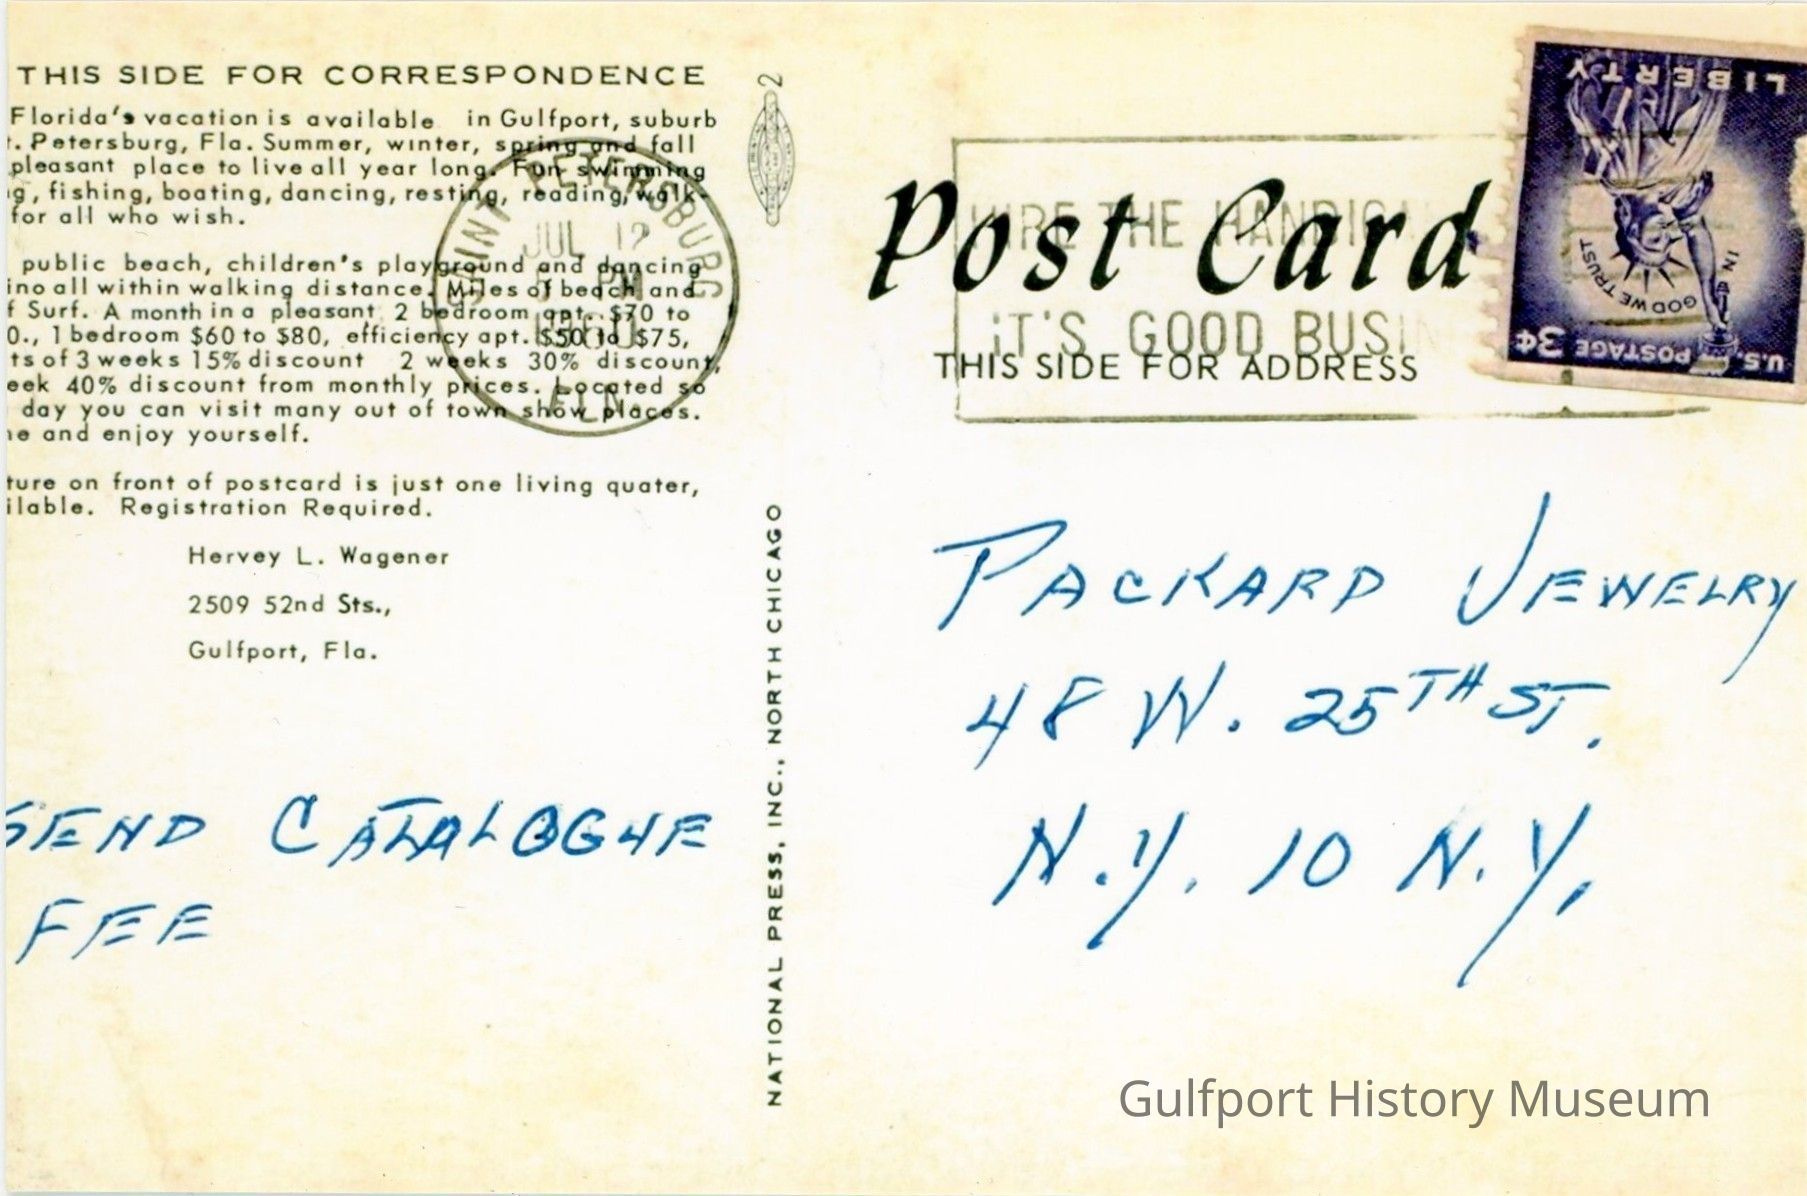 THIS SIDE FOR CORRESPONDENCE
Florida's vacation is available in Gulfport, suburb
t. Petersburg, Fla. Summer, winter, spring and fall
pleasant place to live all year long. Fun swimming
g, fishing, boating, dancing, resting, reading, walk-
for all who wish.
public beach, children's playground and dancing
ino all within walking distance. Miles of beach and
f Surf. A month in a pleasant 2 bedroom apt. $70 to
0., 1 bedroom $60 to $80, efficiency apt. $50 to $75,
ts of 3 weeks 15% discount 2 weeks 30% discount,
eek 40% discount from monthly prices. Located so
day you can visit many out of town show places.
ne and enjoy yourself.
ture on front of postcard is just one living quater,
ilable. Registration Required.
Hervey L. Wagener
2509 52nd Sts.,
Gulfport, Fla.
SEND CATALOGUE
FEE
SAINT PETERSBURG
JUL 12
PM
FLA
2
NATIONAL PRESS, INC., NORTH CHICAGO
Post Card
THIS SIDE FOR ADDRESS
HIRE THE HANDIC
IT'S GOOD BUSIN
LIBERTY
IN GOD WE TRUST
U.S. POSTAGE 3¢
PACKARD JEWELRY
48 W. 25TH ST.
N.Y. 10 N.Y.
Gulfport History Museum